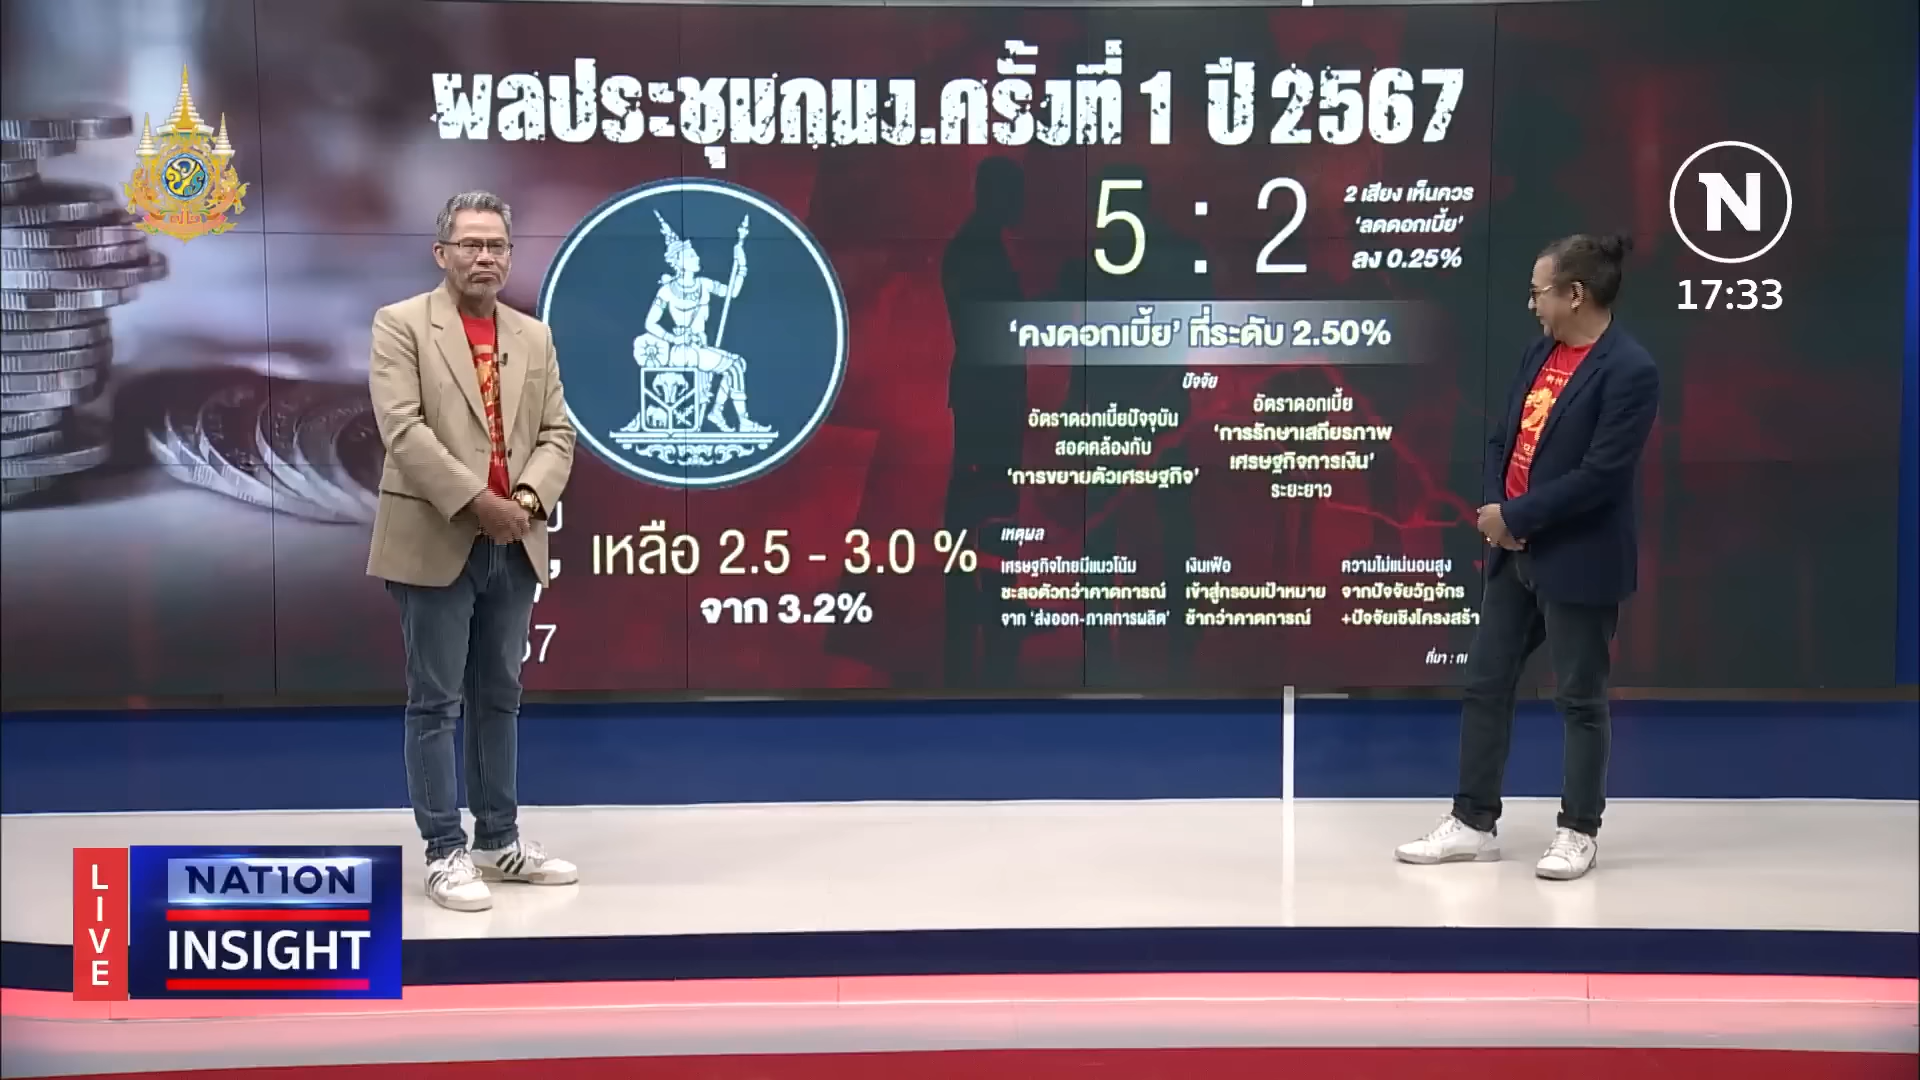 ผลประชุมกนง.ครั้งที่ 1 ปี 2567
5 : 2
2 เสียง เห็นควร
'ลดดอกเบี้ย'
ลง 0.25%
N
17:33
'คงดอกเบี้ย' ที่ระดับ 2.50%
ปัจจัย
อัตราดอกเบี้ยปัจจุบัน
สอดคล้องกับ
'การขยายตัวเศรษฐกิจ'
อัตราดอกเบี้ย
'การรักษาเสถียรภาพ
เศรษฐกิจการเงิน'
ระยะยาว
เหลือ 2.5 - 3.0 %
จาก 3.2%
67
เหตุผล
เศรษฐกิจไทยมีแนวโน้ม
ชะลอตัวกว่าคาดการณ์
จาก 'ส่งออก-ภาคการผลิต'
เงินเฟ้อ
เข้าสู่กรอบเป้าหมาย
ช้ากว่าคาดการณ์
ความไม่แน่นอนสูง
จากปัจจัยวัฏจักร
+ปัจจัยเชิงโครงสร้า
ที่มา :
LIVE
NATION
INSIGHT